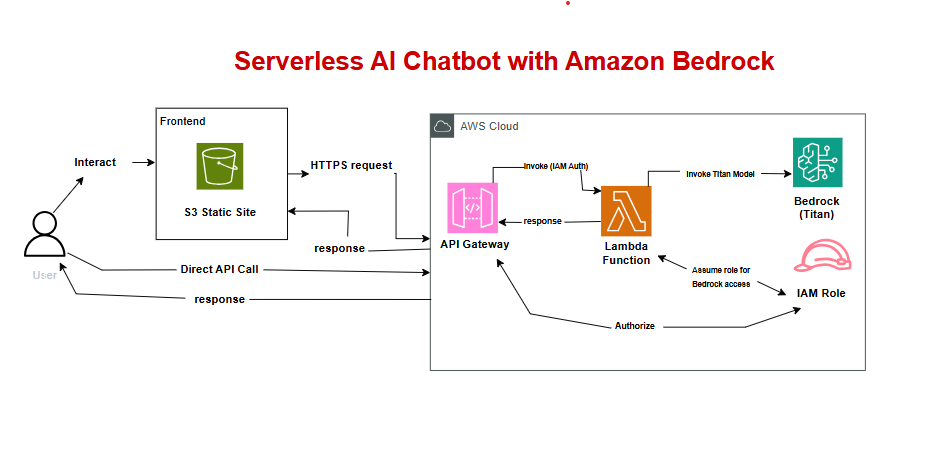 Serverless AI Chatbot with Amazon Bedrock
Frontend
AWS Cloud
Interact
HTTPS request
Invoke (IAM Auth)
Invoke Titan Model
S3 Static Site
Bedrock
(Titan)
response
API Gateway
Lambda
Function
response
User
Direct API Call
Assume role for
Bedrock access
IAM Role
response
Authorize